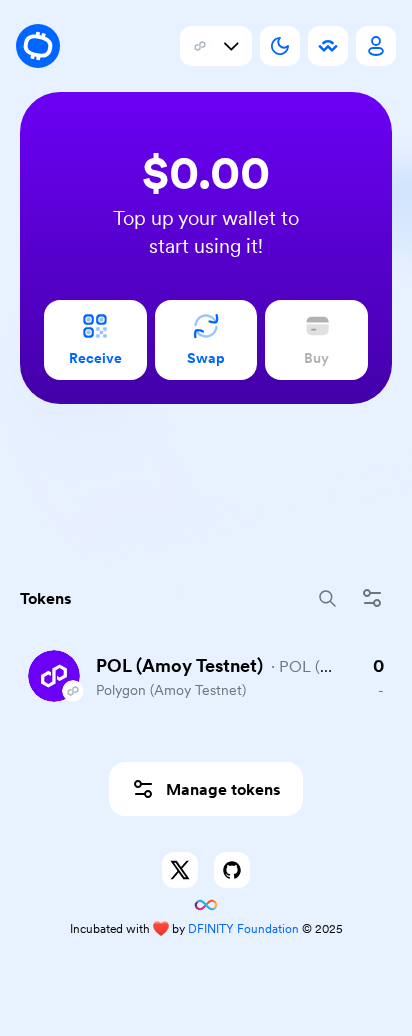 $0.00
Top up your wallet to
start using it!
Receive
Swap
Buy
Tokens
POL (Amoy Testnet) · POL (... 0
Polygon (Amoy Testnet) -
Manage tokens
Incubated with ❤️ by DFINITY Foundation © 2025